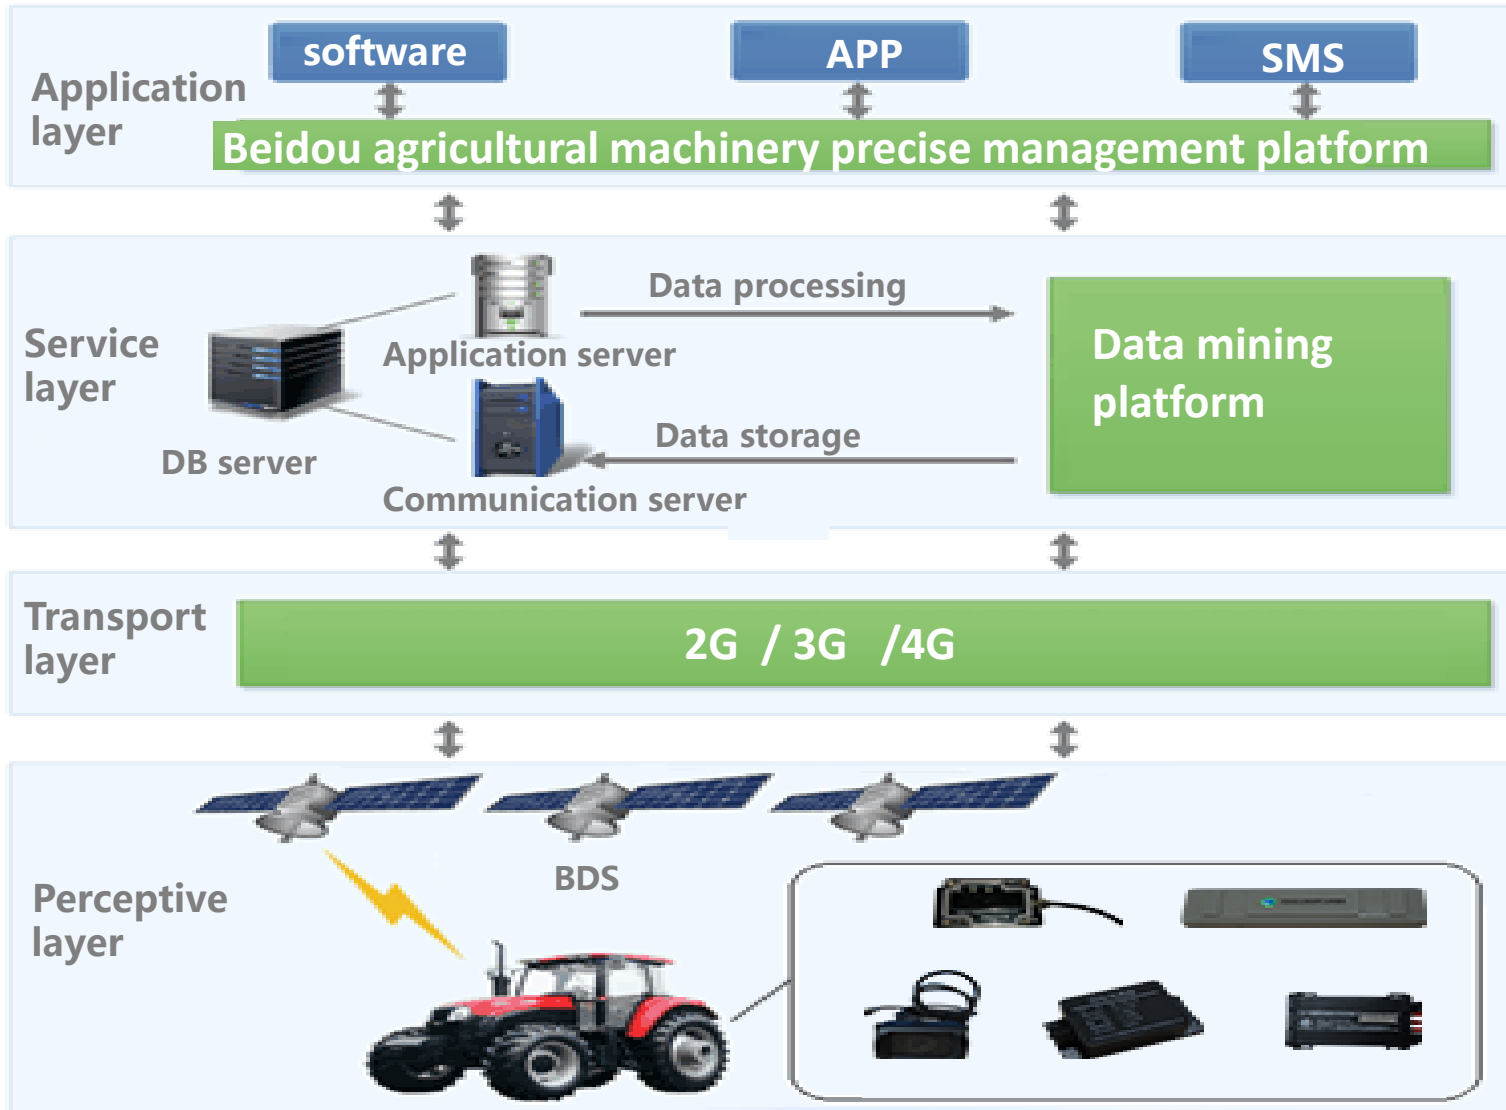 software
APP
SMS
Application
layer
Beidou agricultural machinery precise management platform
Data processing
Application server
Service
layer
Data mining
platform
Data storage
DB server
Communication server
Transport
layer
2G / 3G /4G
BDS
Perceptive
layer